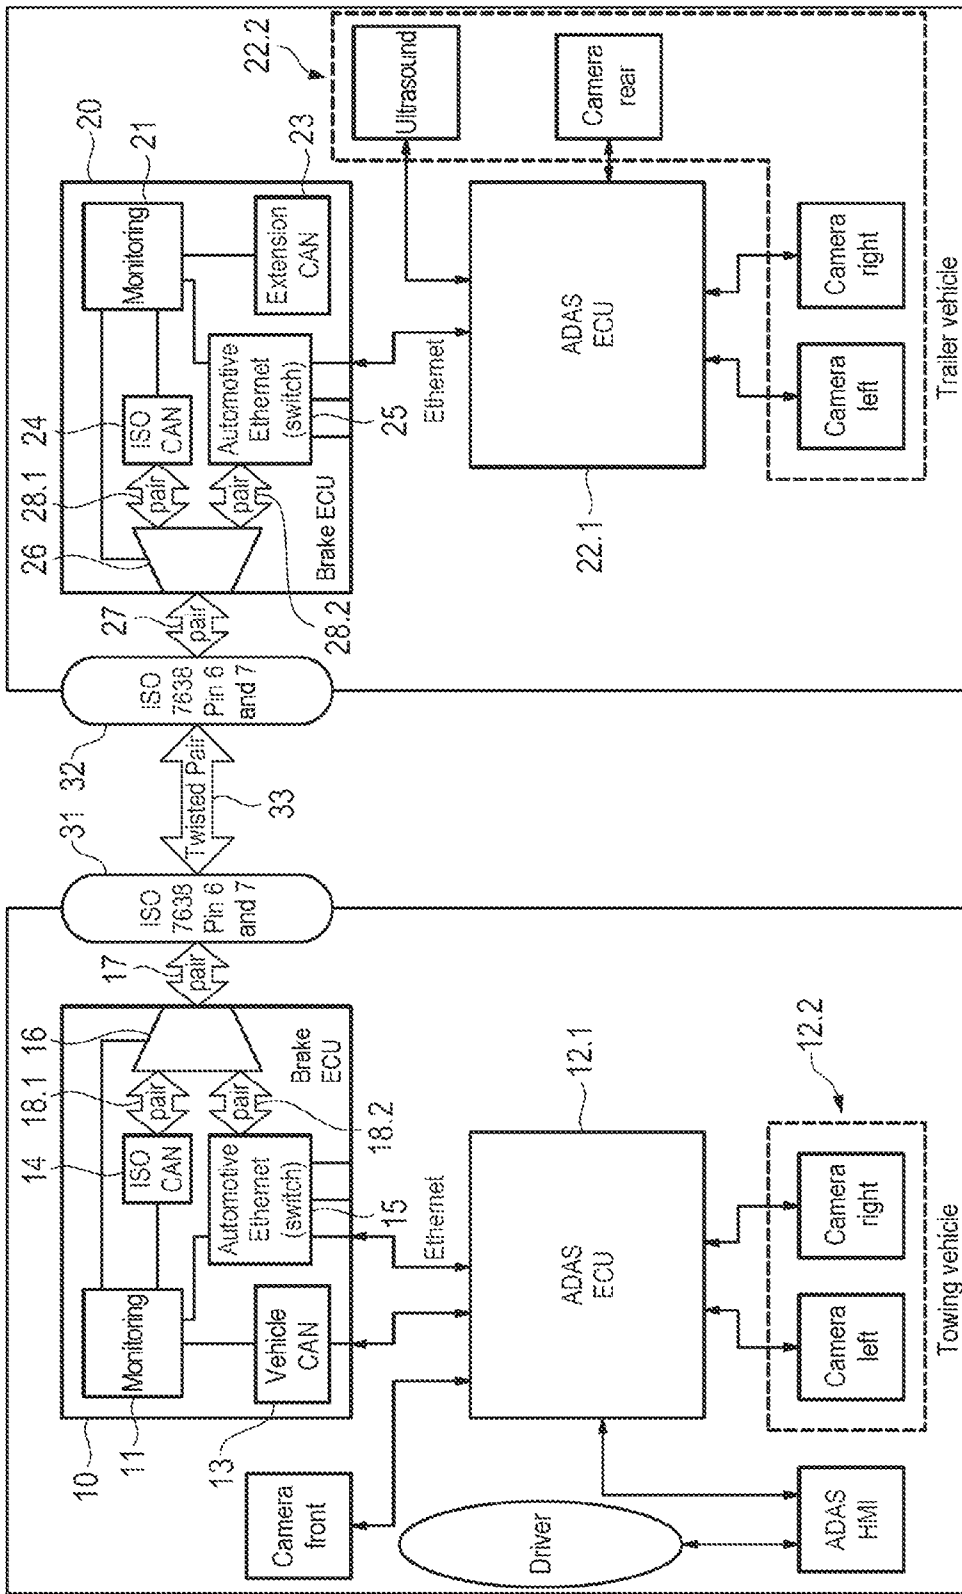 10
11
Monitoring
14
ISO
CAN
18.1
pair
16
17
pair
Automotive
Ethernet
(switch)
15
pair
18.2
Brake
ECU
13
Vehicle
CAN
Ethernet
Camera
front
Driver
ADAS
HMI
ADAS
ECU
12.1
12.2
Camera
left
Camera
right
Towing vehicle
31
ISO
7638
Pin 6
and 7
Twisted Pair
33
32
ISO
7638
Pin 6
and 7
27
pair
26
28.1
pair
24
ISO
CAN
Monitoring
21
20
28.2
pair
Brake ECU
Automotive
Ethernet
(switch)
25
Extension
CAN
23
Ethernet
22.2
Ultrasound
Camera
rear
ADAS
ECU
22.1
Camera
left
Camera
right
Trailer vehicle